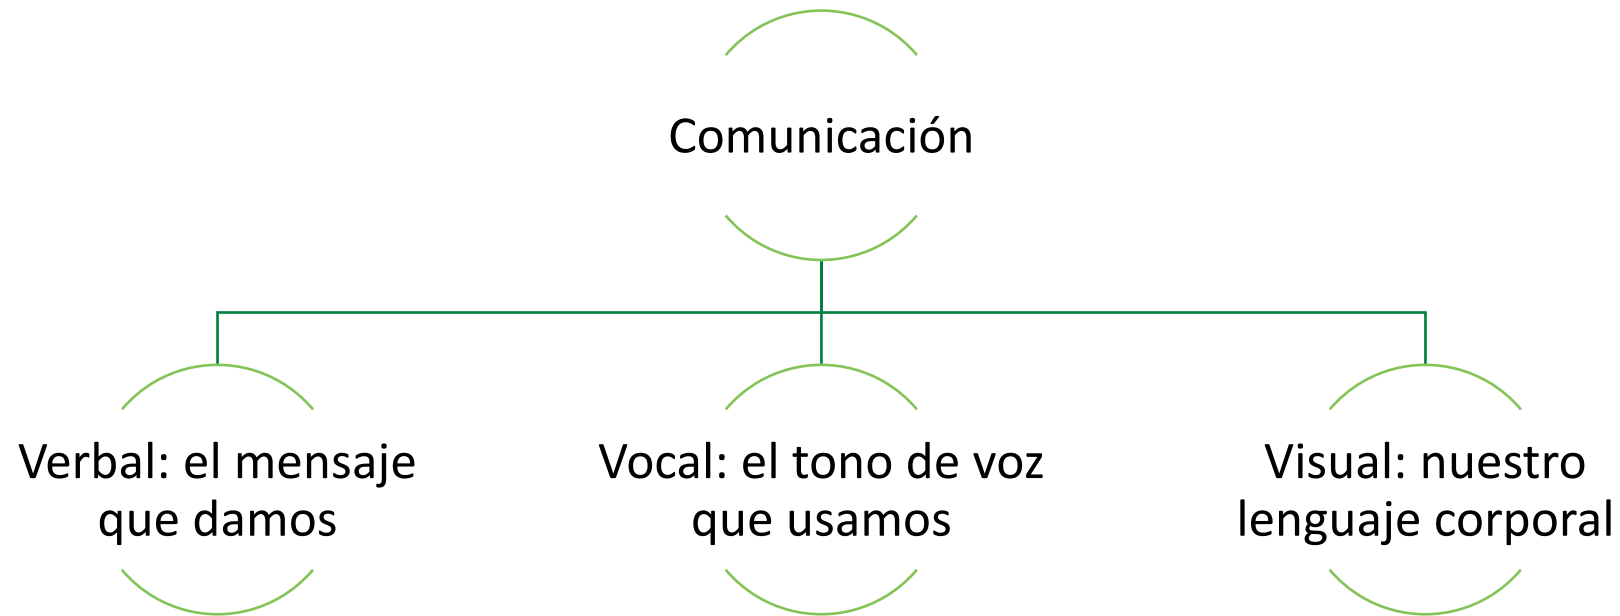 Comunicación
Verbal: el mensaje
que damos
Vocal: el tono de voz
que usamos
Visual: nuestro
lenguaje corporal